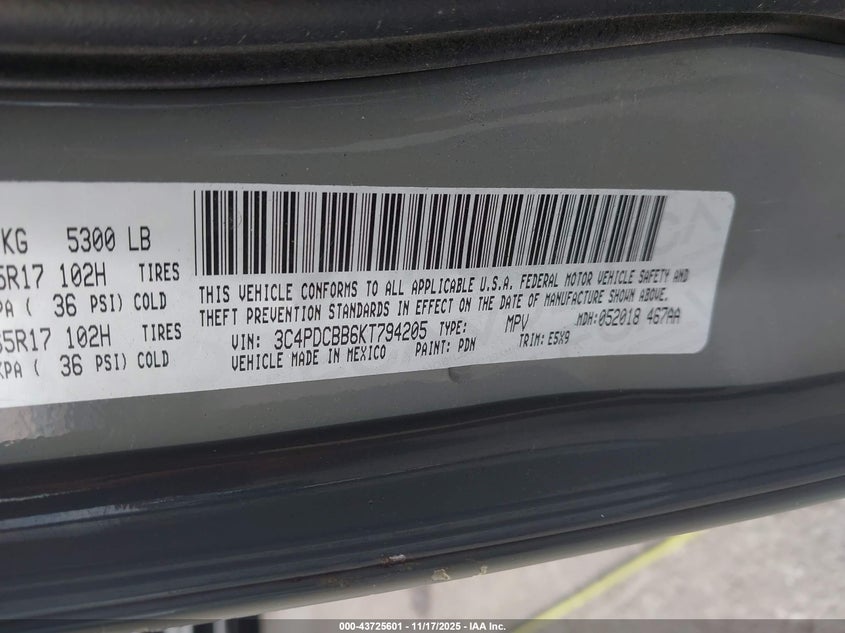 KG 5300 LB
5R17 102H TIRES
KPA ( 36 PSI) COLD
65R17 102H TIRES
KPA ( 36 PSI) COLD
THIS VEHICLE CONFORMS TO ALL APPLICABLE U.S.A. FEDERAL MOTOR VEHICLE SAFETY AND
THEFT PREVENTION STANDARDS IN EFFECT ON THE DATE OF MANUFACTURE SHOWN ABOVE.
VIN: 3C4PDCBB6KT794205 TYPE: MPV MDH:052018 467AA
VEHICLE MADE IN MEXICO PAINT: PDN TRIM: E5X9
000-43725601 - 11/17/2025 - IAA Inc.